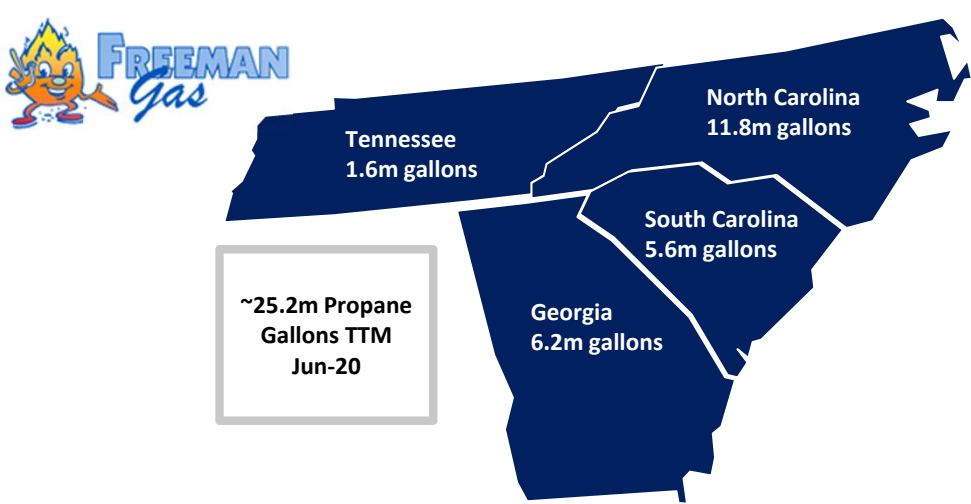 FREEMAN
Gas
Tennessee
1.6m gallons
North Carolina
11.8m gallons
South Carolina
5.6m gallons
Georgia
6.2m gallons
~25.2m Propane
Gallons TTM
Jun-20